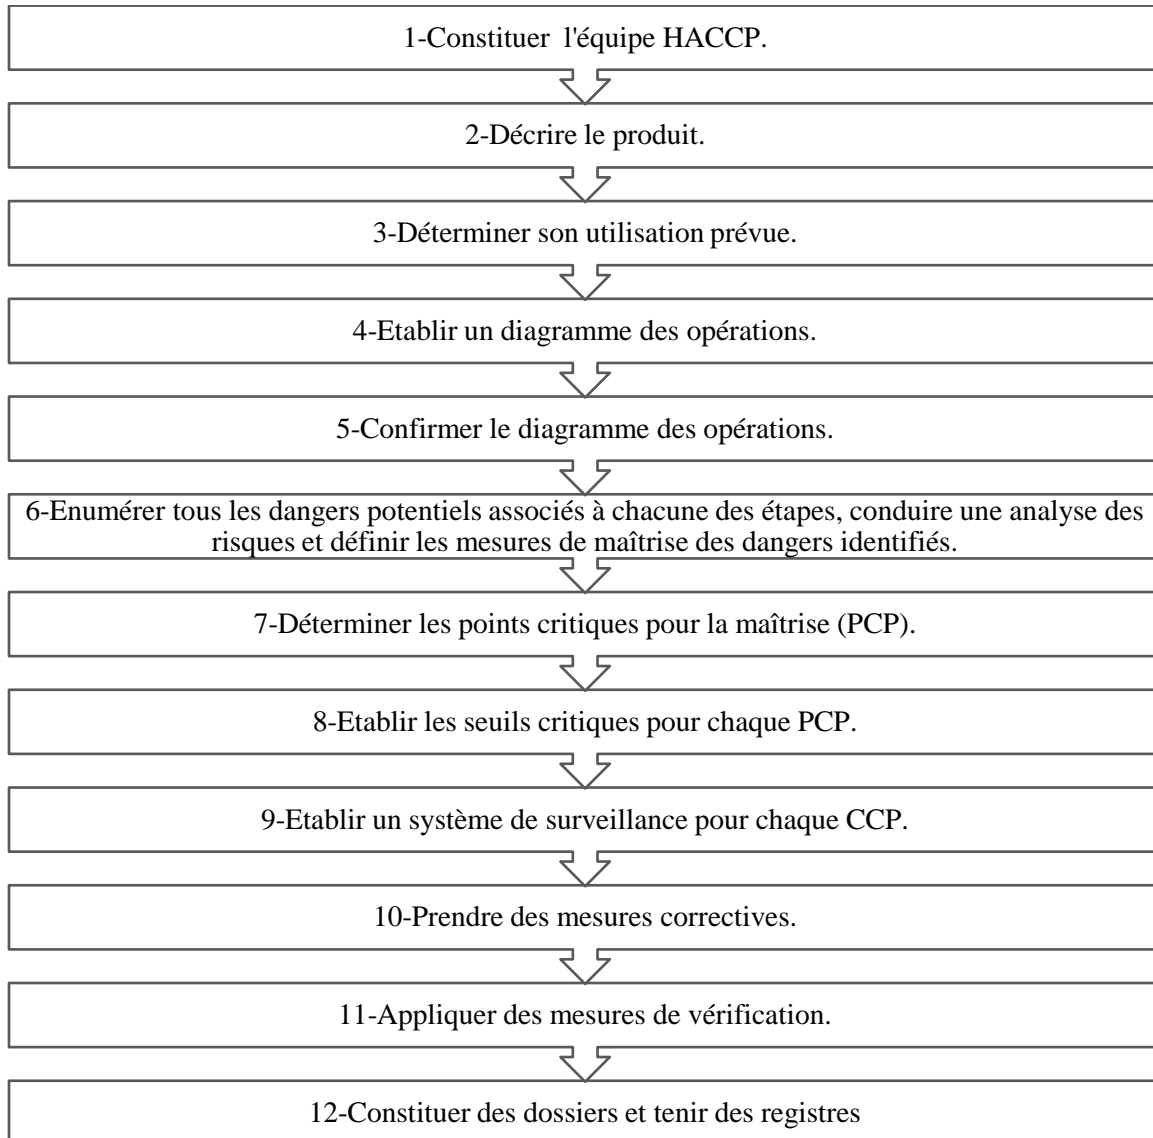 1-Constituer l'équipe HACCP.
2-Décrire le produit.
3-Déterminer son utilisation prévue.
4-Etablir un diagramme des opérations.
5-Confirmer le diagramme des opérations.
6-Enumérer tous les dangers potentiels associés à chacune des étapes, conduire une analyse des
risques et définir les mesures de maîtrise des dangers identifiés.
7-Déterminer les points critiques pour la maîtrise (PCP).
8-Etablir les seuils critiques pour chaque PCP.
9-Etablir un système de surveillance pour chaque CCP.
10-Prendre des mesures correctives.
11-Appliquer des mesures de vérification.
12-Constituer des dossiers et tenir des registres